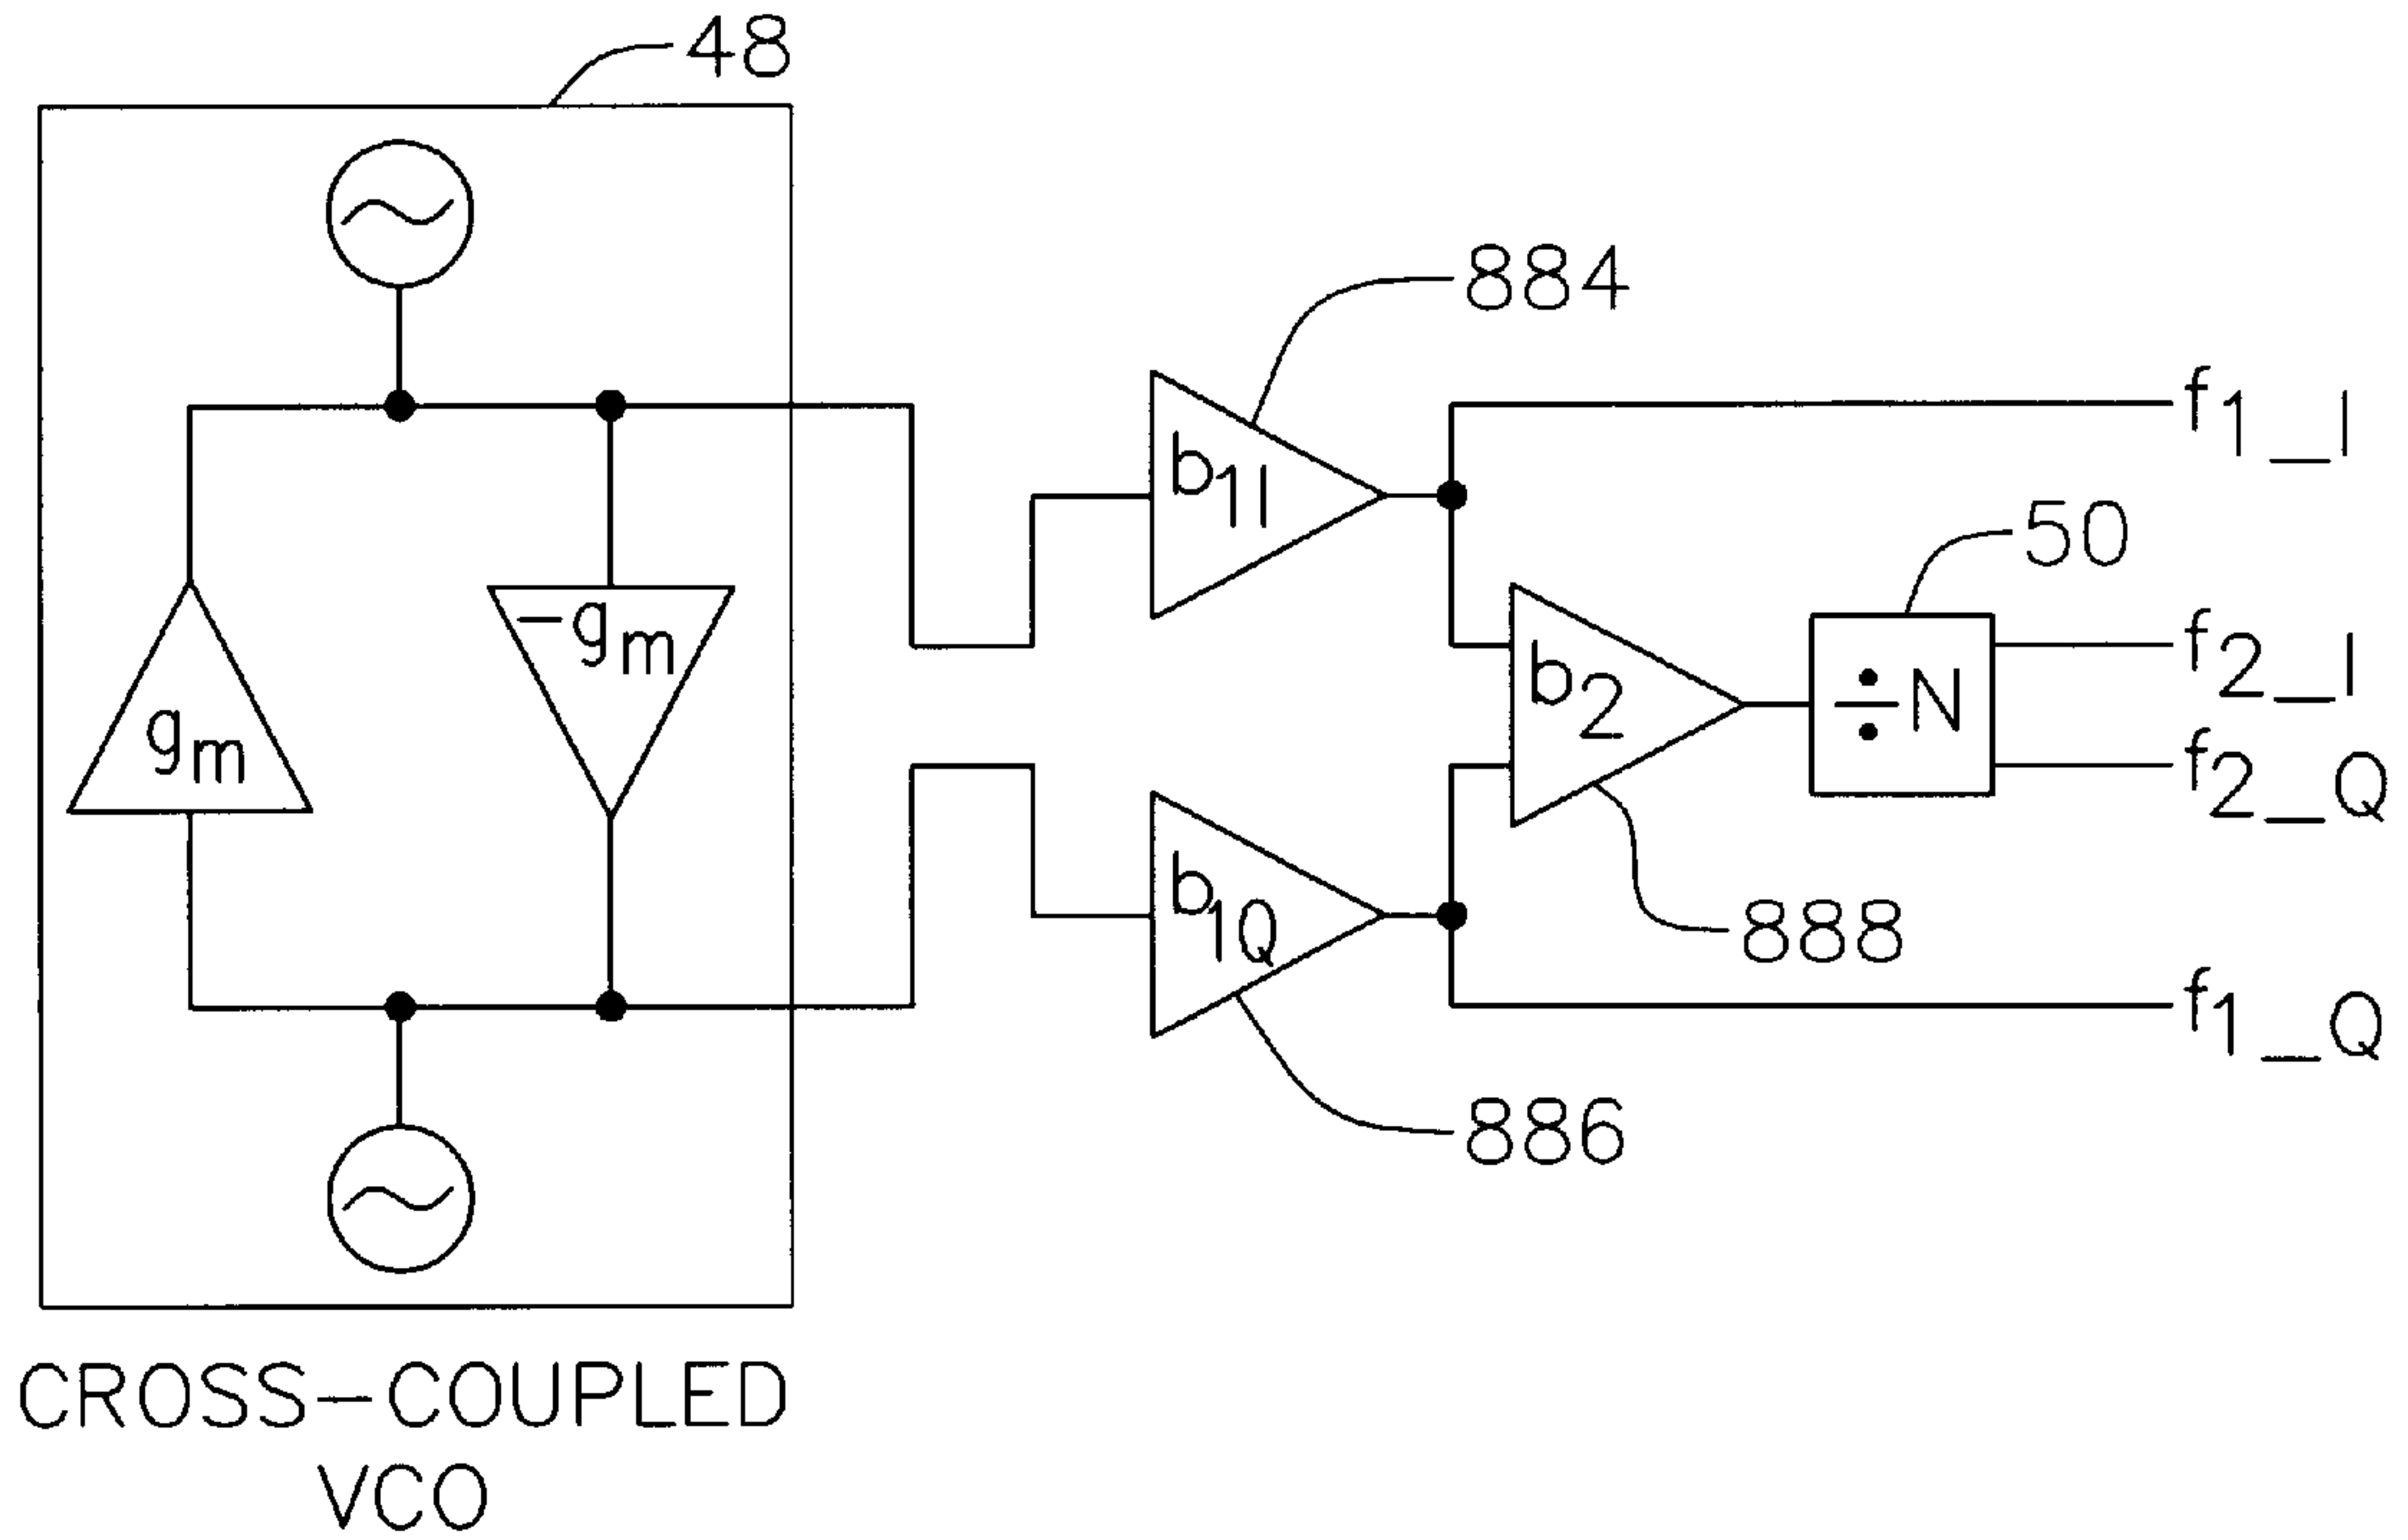 48
884
b1I
f1_I
50
-gm
gm
b2
÷N
f2_I
f2_Q
b1Q
888
f1_Q
886
CROSS-COUPLED
VCO